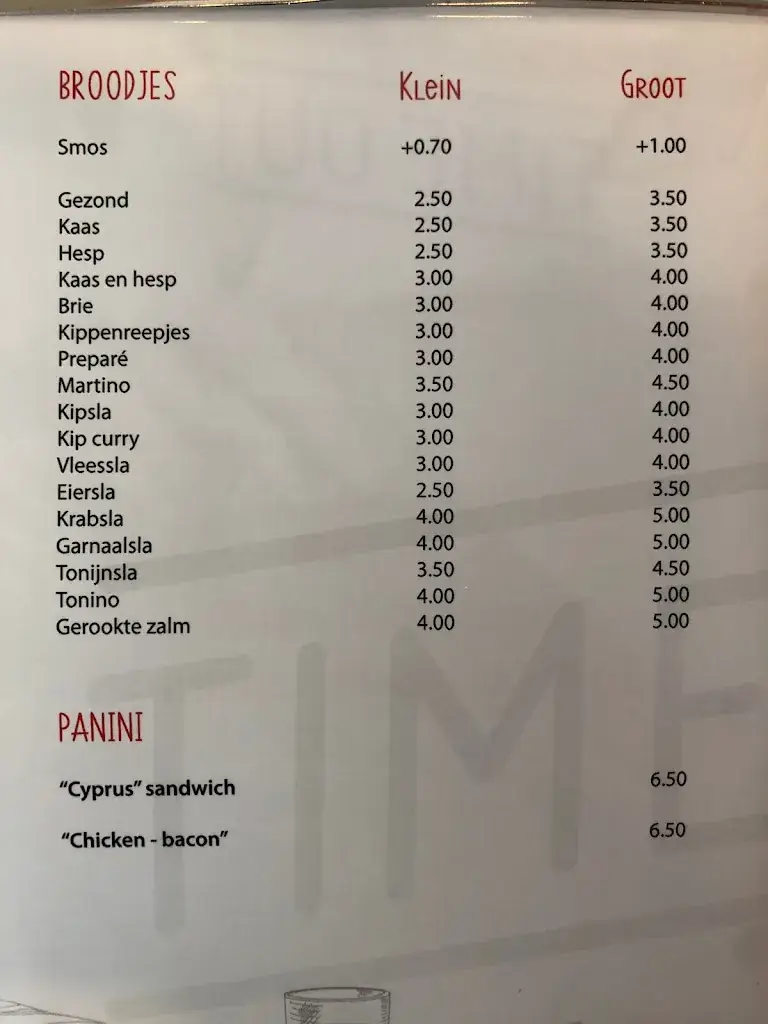 BROODJES KLEIN GROOT
Smos +0.70 +1.00
Gezond 2.50 3.50
Kaas 2.50 3.50
Hesp 2.50 3.50
Kaas en hesp 3.00 4.00
Brie 3.00 4.00
Kippenreepjes 3.00 4.00
Preparé 3.00 4.00
Martino 3.50 4.50
Kipsla 3.00 4.00
Kip curry 3.00 4.00
Vleessla 3.00 4.00
Eiersla 2.50 3.50
Krabsla 4.00 5.00
Garnaalsla 4.00 5.00
Tonijnsla 3.50 4.50
Tonino 4.00 5.00
Gerookte zalm 4.00 5.00
TIME
PANINI
“Cyprus” sandwich 6.50
“Chicken - bacon” 6.50